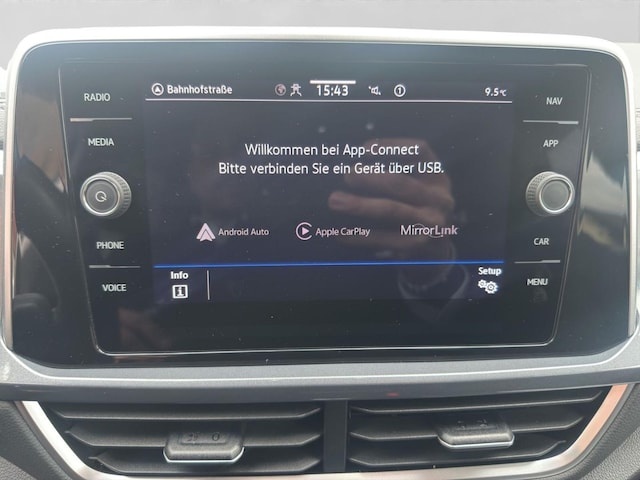 Bahnhofstraße 15:43 1 9.5°C
RADIO
MEDIA
PHONE
VOICE
Willkommen bei App-Connect
Bitte verbinden Sie ein Gerät über USB.
Android Auto Apple CarPlay MirrorLink
Info Setup
NAV
APP
CAR
MENU